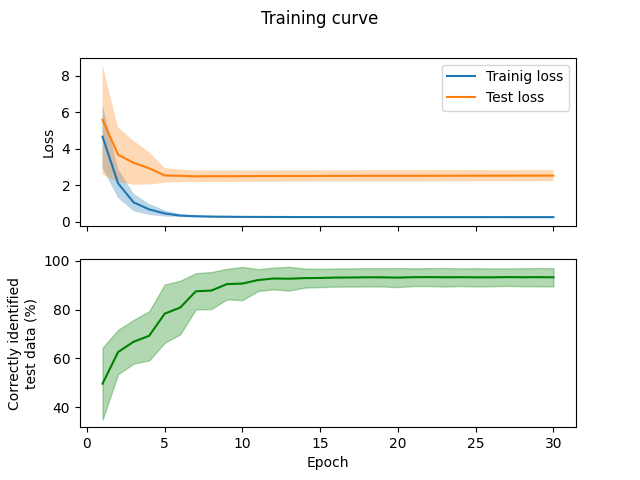 Training curve
8
6
4
2
0
Loss
Trainig loss
Test loss
100
80
60
40
Correctly identified
test data (%)
0
5
10
15
20
25
30
Epoch